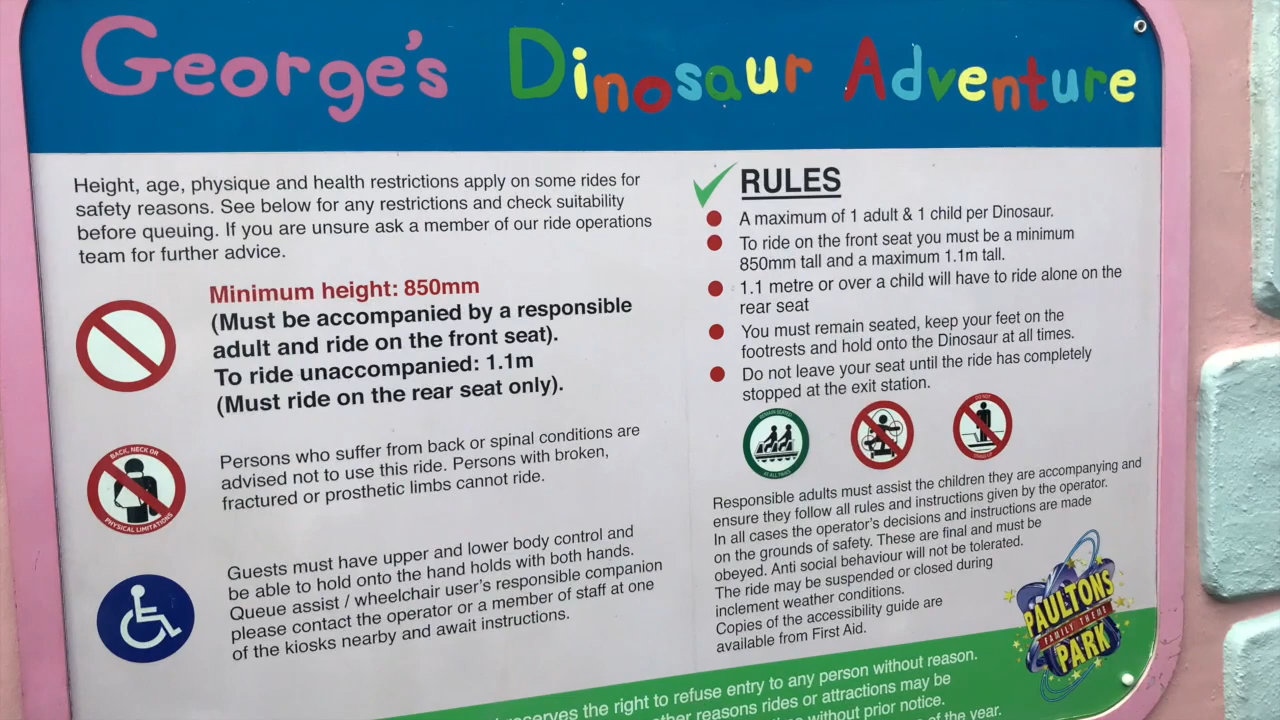 George's Dinosaur Adventure
Height, age, physique and health restrictions apply on some rides for
safety reasons. See below for any restrictions and check suitability
before queuing. If you are unsure ask a member of our ride operations
team for further advice.
Minimum height: 850mm
(Must be accompanied by a responsible
adult and ride on the front seat).
To ride unaccompanied: 1.1m
(Must ride on the rear seat only).
BACK, NECK OR
PHYSICAL LIMITATIONS
Persons who suffer from back or spinal conditions are
advised not to use this ride. Persons with broken,
fractured or prosthetic limbs cannot ride.
Guests must have upper and lower body control and
be able to hold onto the hand holds with both hands.
Queue assist / wheelchair user's responsible companion
please contact the operator or a member of staff at one
of the kiosks nearby and await instructions.
RULES
A maximum of 1 adult & 1 child per Dinosaur.
To ride on the front seat you must be a minimum
850mm tall and a maximum 1.1m tall.
1.1 metre or over a child will have to ride alone on the
rear seat
You must remain seated, keep your feet on the
footrests and hold onto the Dinosaur at all times.
Do not leave your seat until the ride has completely
stopped at the exit station.
REMAIN SEATED
AT ALL TIMES
DO NOT
STAND UP
Responsible adults must assist the children they are accompanying and
ensure they follow all rules and instructions given by the operator.
In all cases the operator's decisions and instructions are made
on the grounds of safety. These are final and must be
obeyed. Anti social behaviour will not be tolerated.
The ride may be suspended or closed during
inclement weather conditions.
Copies of the accessibility guide are
available from First Aid.
PAULTONS
FAMILY THEME
PARK
reserves the right to refuse entry to any person without reason.
other reasons rides or attractions may be
without prior notice.
of the year.